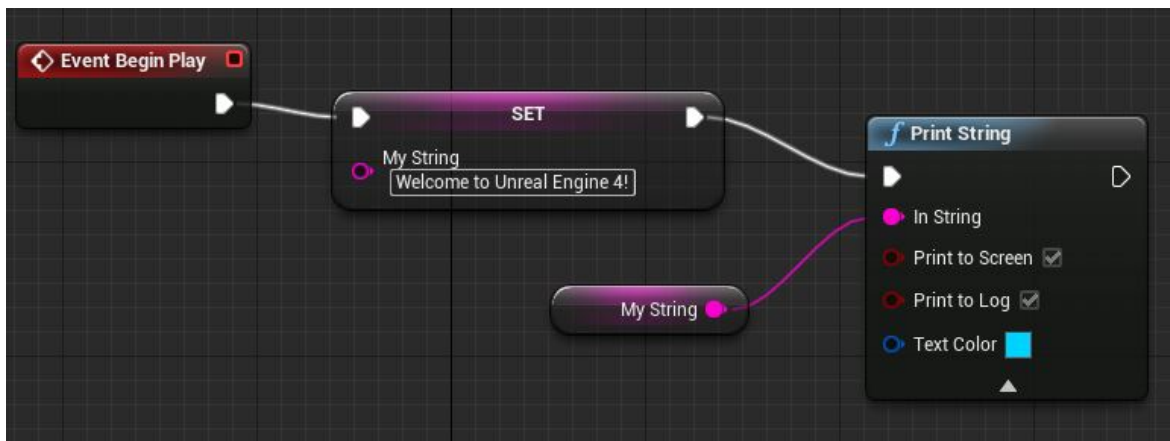 Event Begin Play
SET
My String
Welcome to Unreal Engine 4!
My String
f Print String
In String
Print to Screen
Print to Log
Text Color